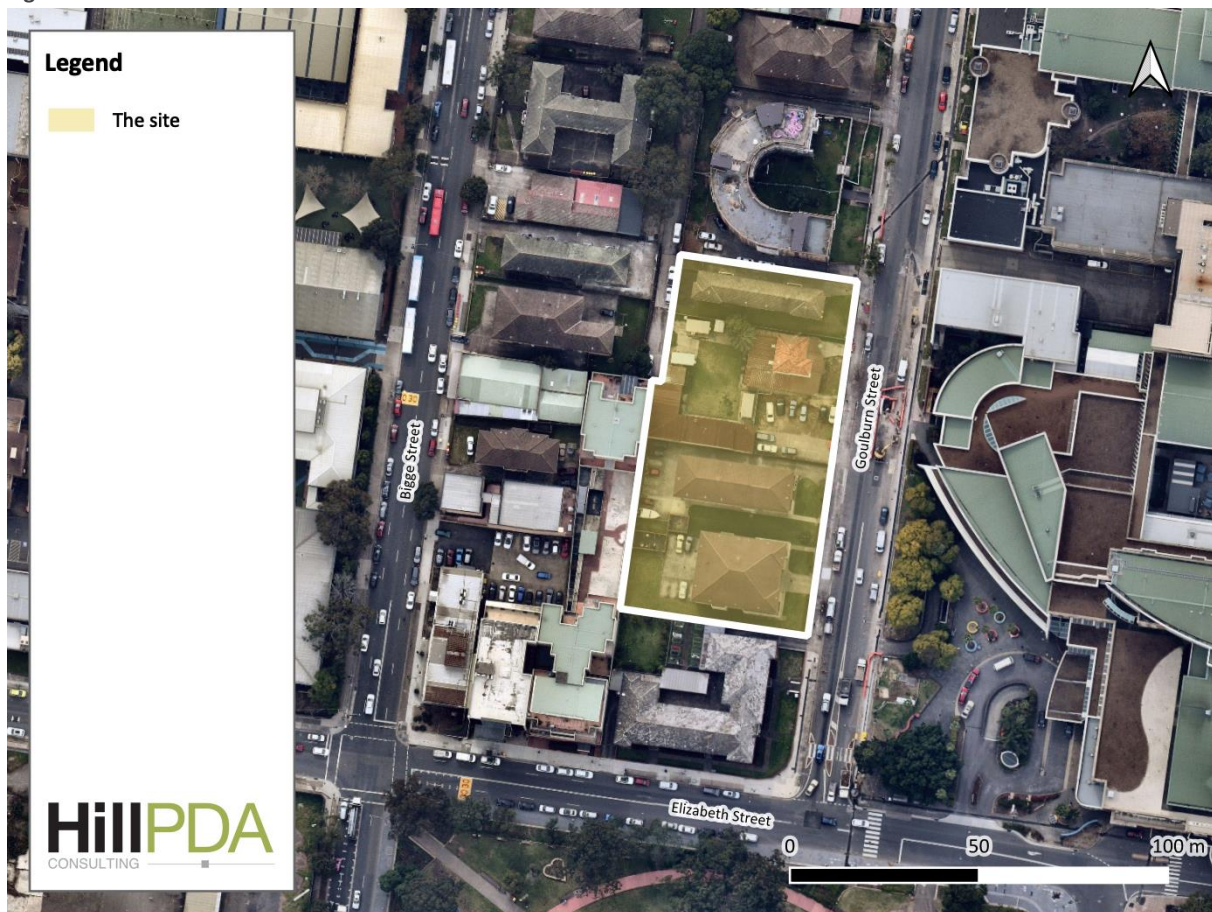 Legend
The site
Bigge Street
Goulburn Street
Elizabeth Street
0 50 100 m
HillPDA
CONSULTING